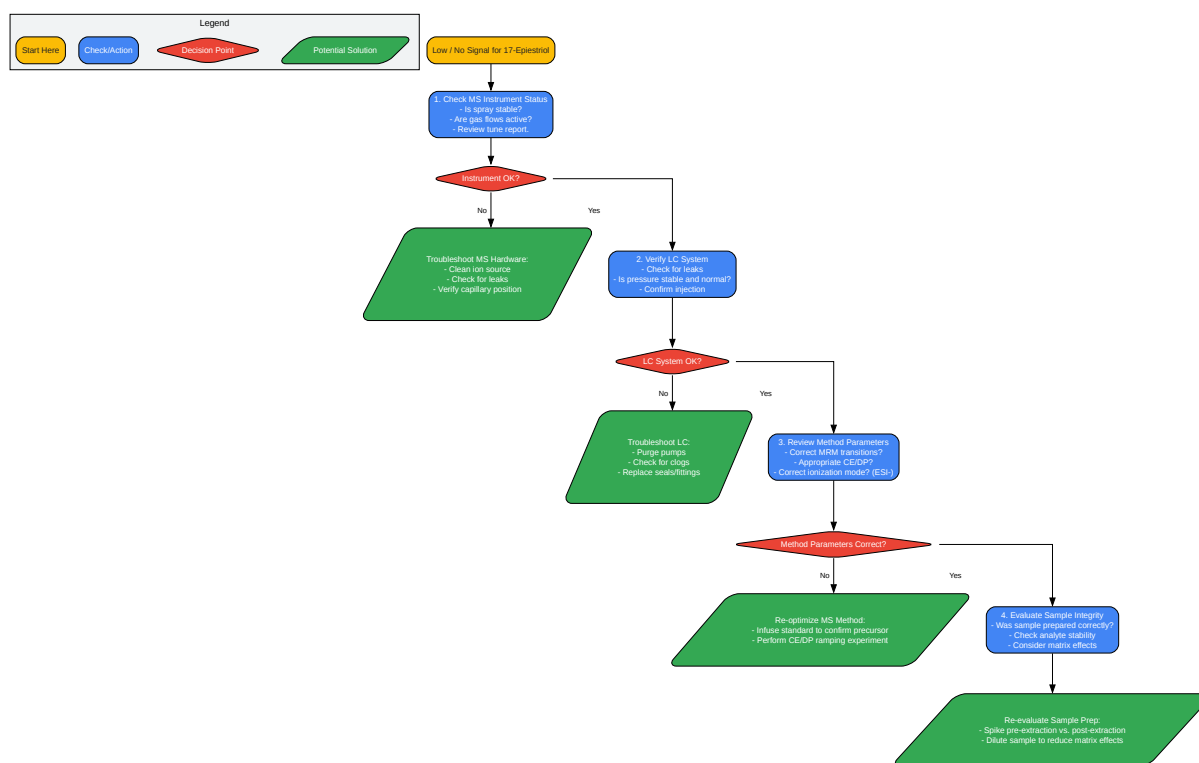 Legend
Start Here
Check/Action
Decision Point
Potential Solution
Low / No Signal for 17-Epiestriol
1. Check MS Instrument Status
- Is spray stable?
- Are gas flows active?
- Review tune report.
Instrument OK?
No
Yes
Troubleshoot MS Hardware:
- Clean ion source
- Check for leaks
- Verify capillary position
2. Verify LC System
- Check for leaks
- Is pressure stable and normal?
- Confirm injection
LC System OK?
No
Yes
Troubleshoot LC:
- Purge pumps
- Check for clogs
- Replace seals/fittings
3. Review Method Parameters
- Correct MRM transitions?
- Appropriate CE/DP?
- Correct ionization mode? (ESI-)
Method Parameters Correct?
No
Yes
Re-optimize MS Method:
- Infuse standard to confirm precursor
- Perform CE/DP ramping experiment
4. Evaluate Sample Integrity
- Was sample prepared correctly?
- Check analyte stability
- Consider matrix effects
Re-evaluate Sample Prep:
- Spike pre-extraction vs. post-extraction
- Dilute sample to reduce matrix effects